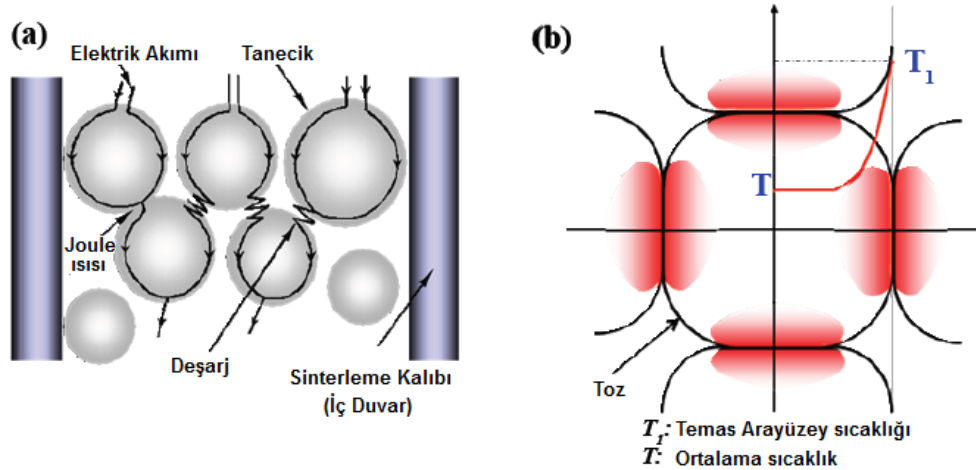 (a)
Elektrik Akımı
Tanecik
Joule
ısısı
Deşarj
Sinterleme Kalıbı
(İç Duvar)
(b)
T1
T
Toz
T1: Temas Arayüzey sıcaklığı
T: Ortalama sıcaklık